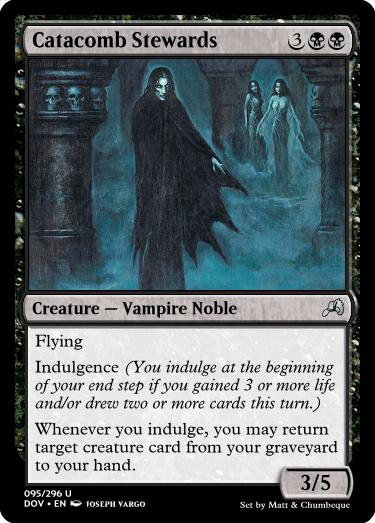 Catacomb Stewards 3
Creature — Vampire Noble
Flying
Indulgence (You indulge at the beginning
of your end step if you gained 3 or more life
and/or drew two or more cards this turn.)
Whenever you indulge, you may return
target creature card from your graveyard
to your hand.
3/5
095/296 U
DOV • EN JOSEPH VARGO
Set by Matt & Chumbeque